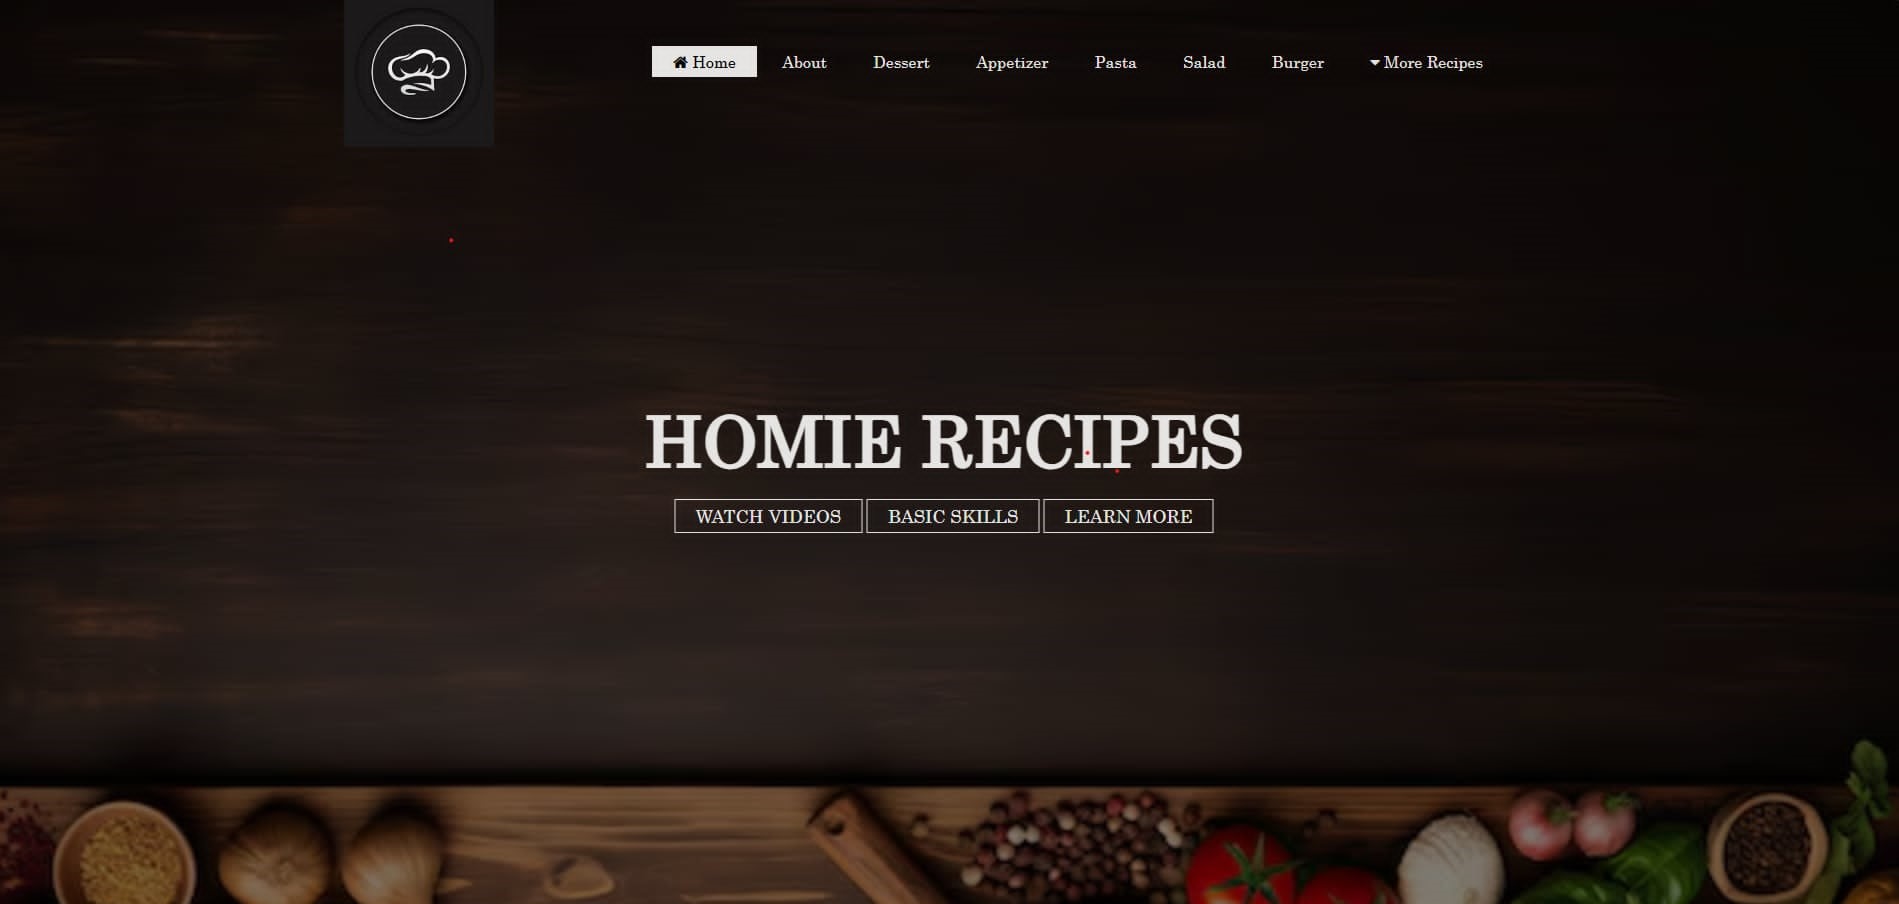 Home About Dessert Appetizer Pasta Salad Burger More Recipes
HOMIE RECIPES
WATCH VIDEOS BASIC SKILLS LEARN MORE